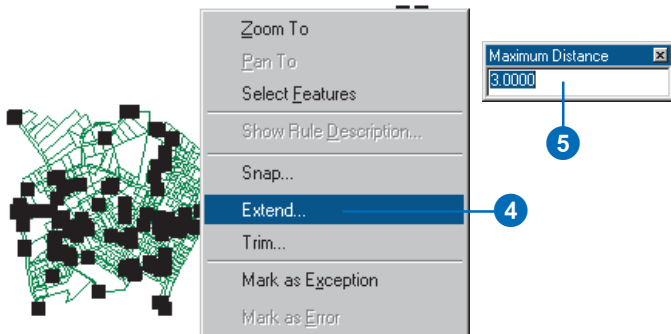 Zoom To
Pan To
Select Features
Show Rule Description...
Snap...
Extend...
Trim...
Mark as Exception
Mark as Error
Maximum Distance
3.0000
4
5